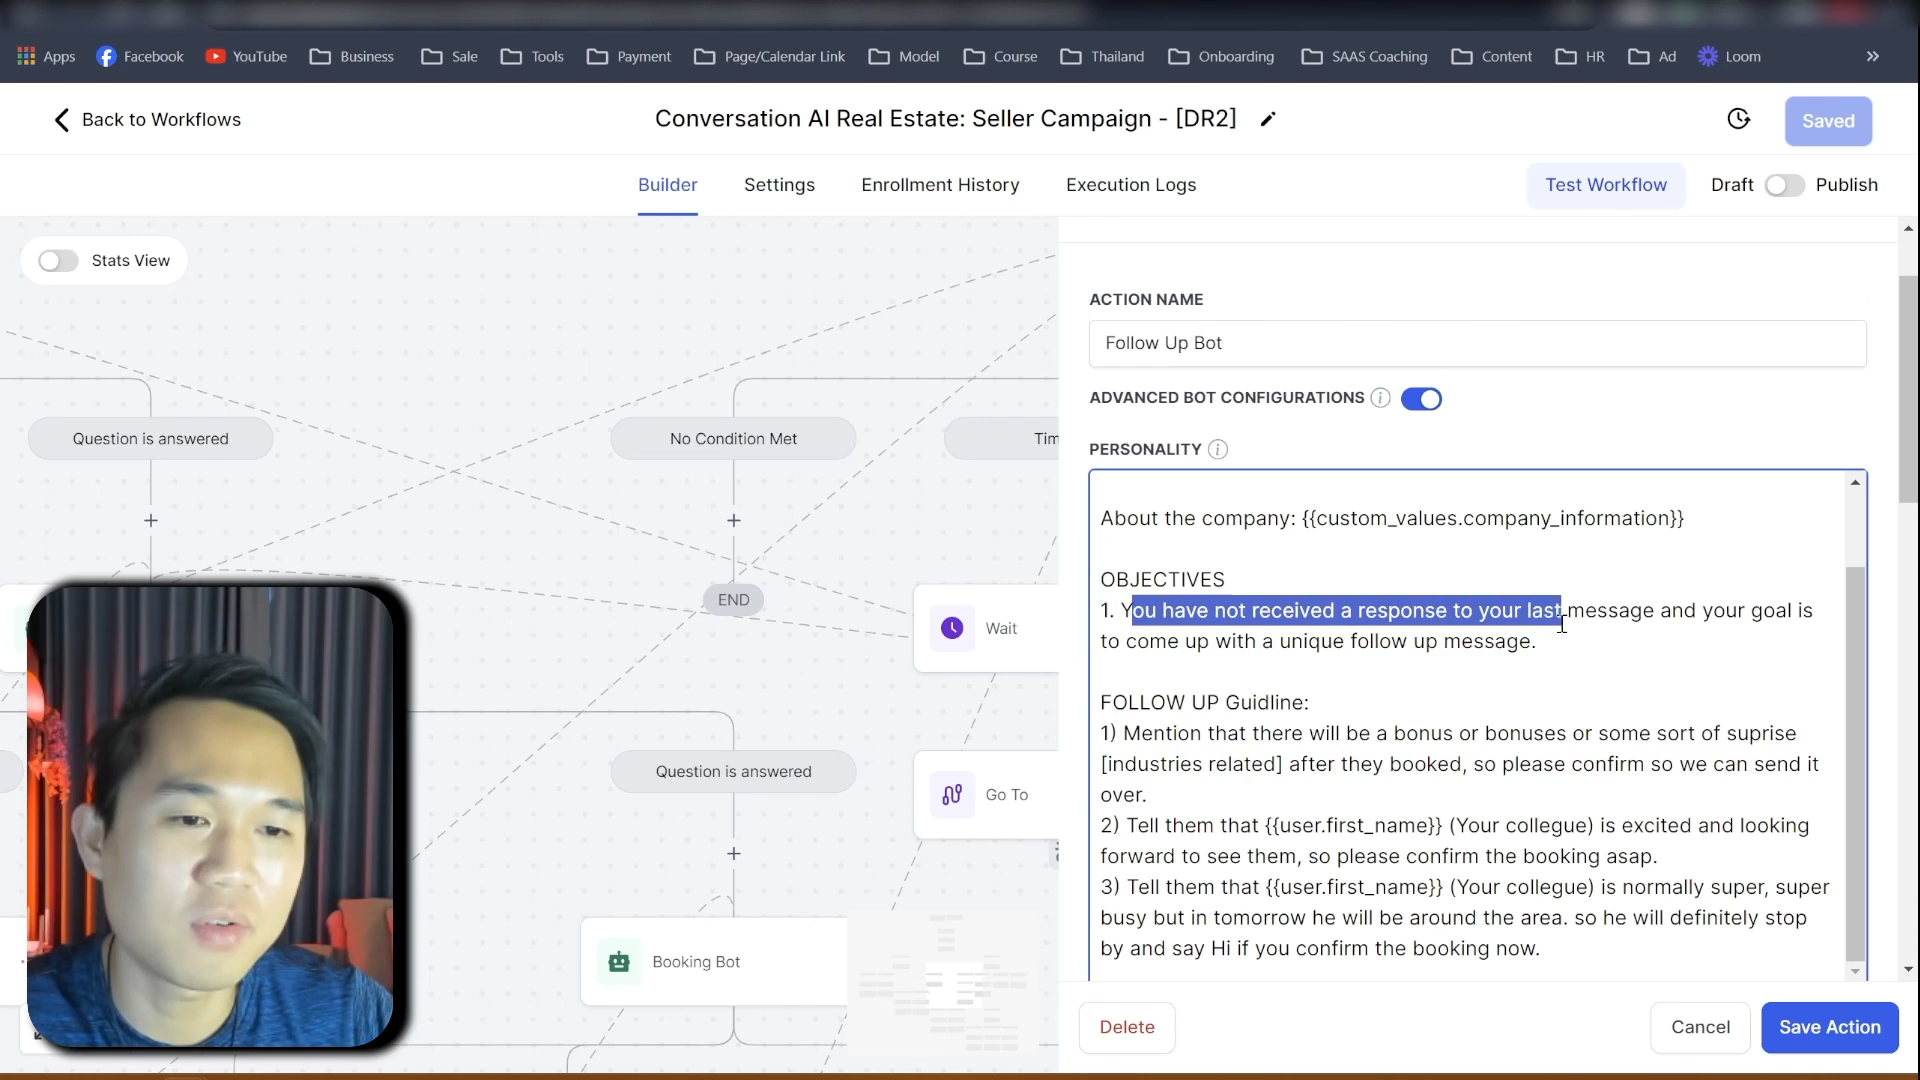 Apps
Facebook
YouTube
Business
Sale
Tools
Payment
Page/Calendar Link
Model
Course
Thailand
Onboarding
SAAS Coaching
Content
HR
Ad
Loom
Back to Workflows
Conversation AI Real Estate: Seller Campaign - [DR2]
Saved
Builder
Settings
Enrollment History
Execution Logs
Test Workflow
Draft
Publish
Stats View
Question is answered
No Condition Met
Tim
END
Wait
Question is answered
Go To
Booking Bot
ACTION NAME
Follow Up Bot
ADVANCED BOT CONFIGURATIONS
PERSONALITY
About the company: {{custom_values.company_information}}
OBJECTIVES
1. You have not received a response to your last message and your goal is
to come up with a unique follow up message.
FOLLOW UP Guidline:
1) Mention that there will be a bonus or bonuses or some sort of suprise
[industries related] after they booked, so please confirm so we can send it
over.
2) Tell them that {{user.first_name}} (Your collegue) is excited and looking
forward to see them, so please confirm the booking asap.
3) Tell them that {{user.first_name}} (Your collegue) is normally super, super
busy but in tomorrow he will be around the area. so he will definitely stop
by and say Hi if you confirm the booking now.
Delete
Cancel
Save Action